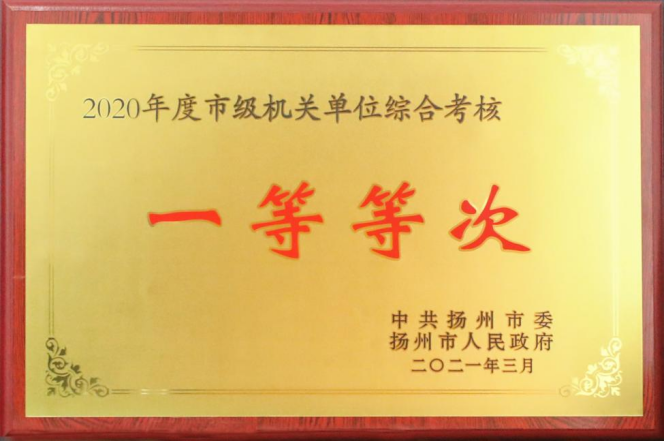 2020年度市级机关单位综合考核
一等等次
中共扬州市委
扬州市人民政府
二〇二一年三月